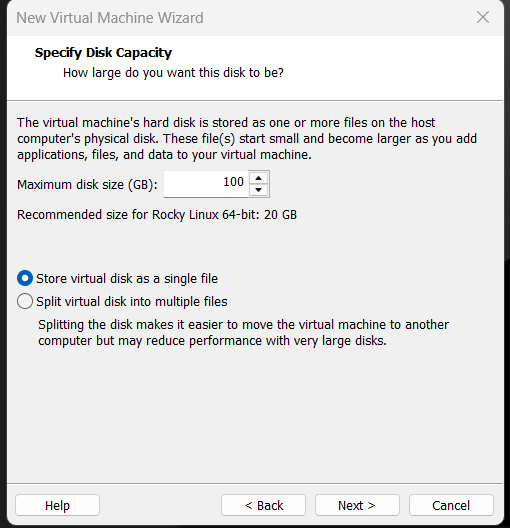 New Virtual Machine Wizard
Specify Disk Capacity
How large do you want this disk to be?
The virtual machine's hard disk is stored as one or more files on the host
computer's physical disk. These file(s) start small and become larger as you add
applications, files, and data to your virtual machine.
Maximum disk size (GB): 100
Recommended size for Rocky Linux 64-bit: 20 GB
Store virtual disk as a single file
Split virtual disk into multiple files
Splitting the disk makes it easier to move the virtual machine to another
computer but may reduce performance with very large disks.
Help < Back Next > Cancel